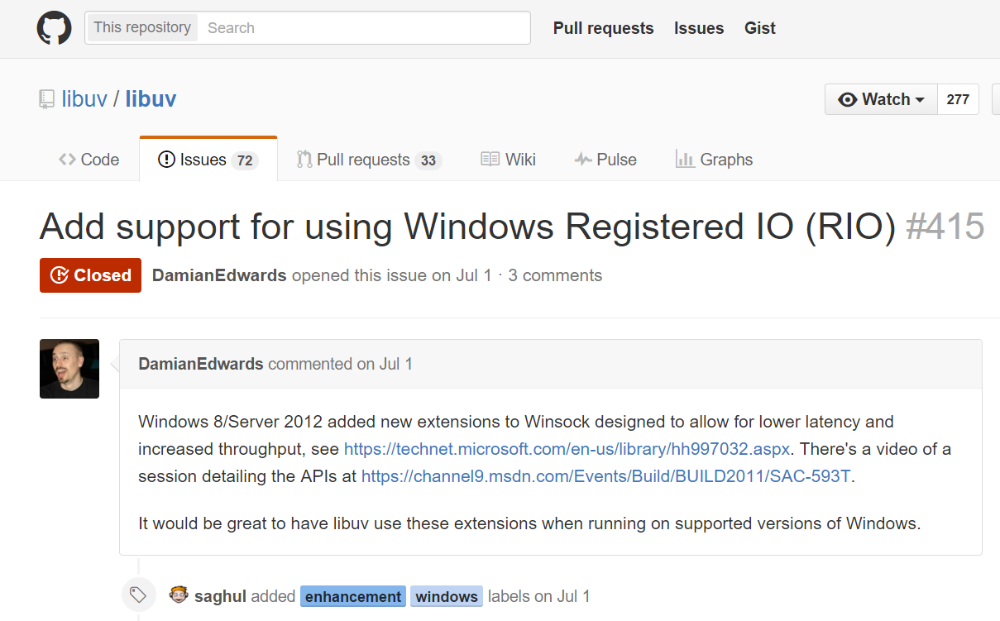 This repository Search Pull requests Issues Gist
libuv / libuv Watch 277
Code Issues 72 Pull requests 33 Wiki Pulse Graphs
Add support for using Windows Registered IO (RIO) #415
Closed DamianEdwards opened this issue on Jul 1 · 3 comments
DamianEdwards commented on Jul 1
Windows 8/Server 2012 added new extensions to Winsock designed to allow for lower latency and
increased throughput, see https://technet.microsoft.com/en-us/library/hh997032.aspx. There's a video of a
session detailing the APIs at https://channel9.msdn.com/Events/Build/BUILD2011/SAC-593T.
It would be great to have libuv use these extensions when running on supported versions of Windows.
saghul added enhancement windows labels on Jul 1